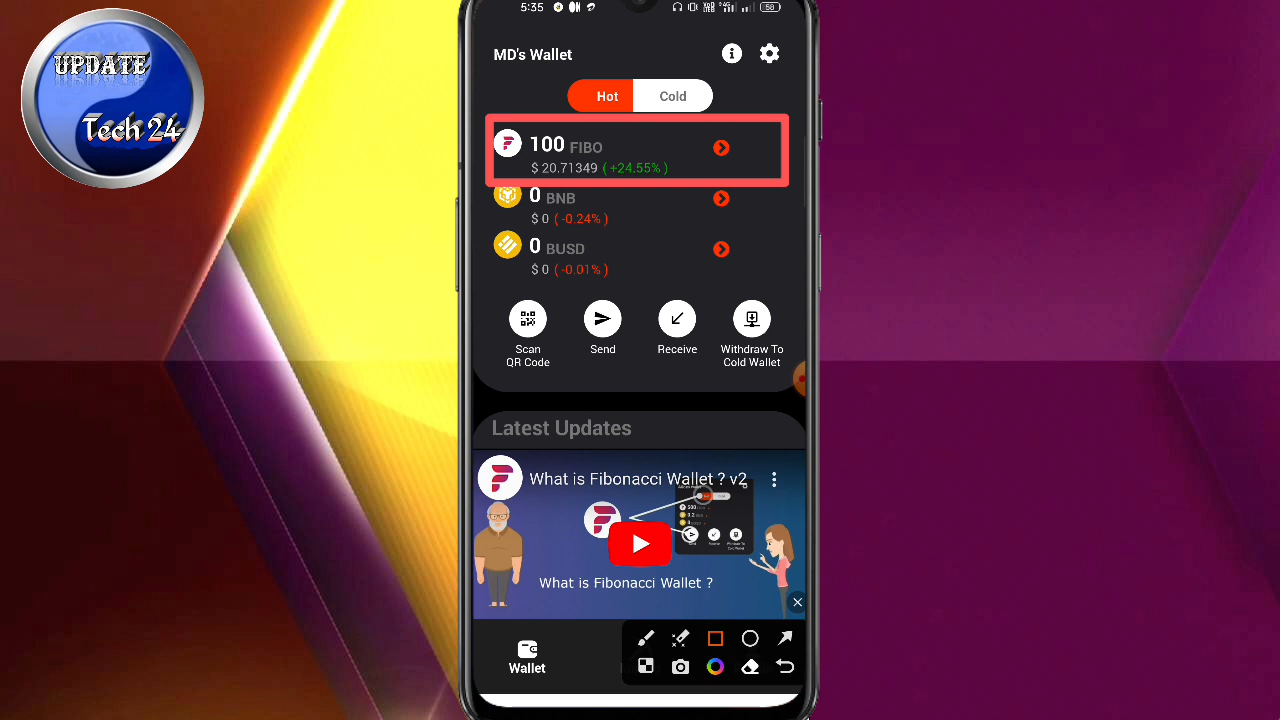 UPDATE
Tech 24
5:35
58
MD's Wallet
Hot
Cold
100 FIBO
$ 20.71349 ( +24.55% )
0 BNB
$ 0 ( -0.24% )
0 BUSD
$ 0 ( -0.01% )
Scan
QR Code
Send
Receive
Withdraw To
Cold Wallet
Latest Updates
What is Fibonacci Wallet ? v2
What is Fibonacci Wallet ?
Wallet